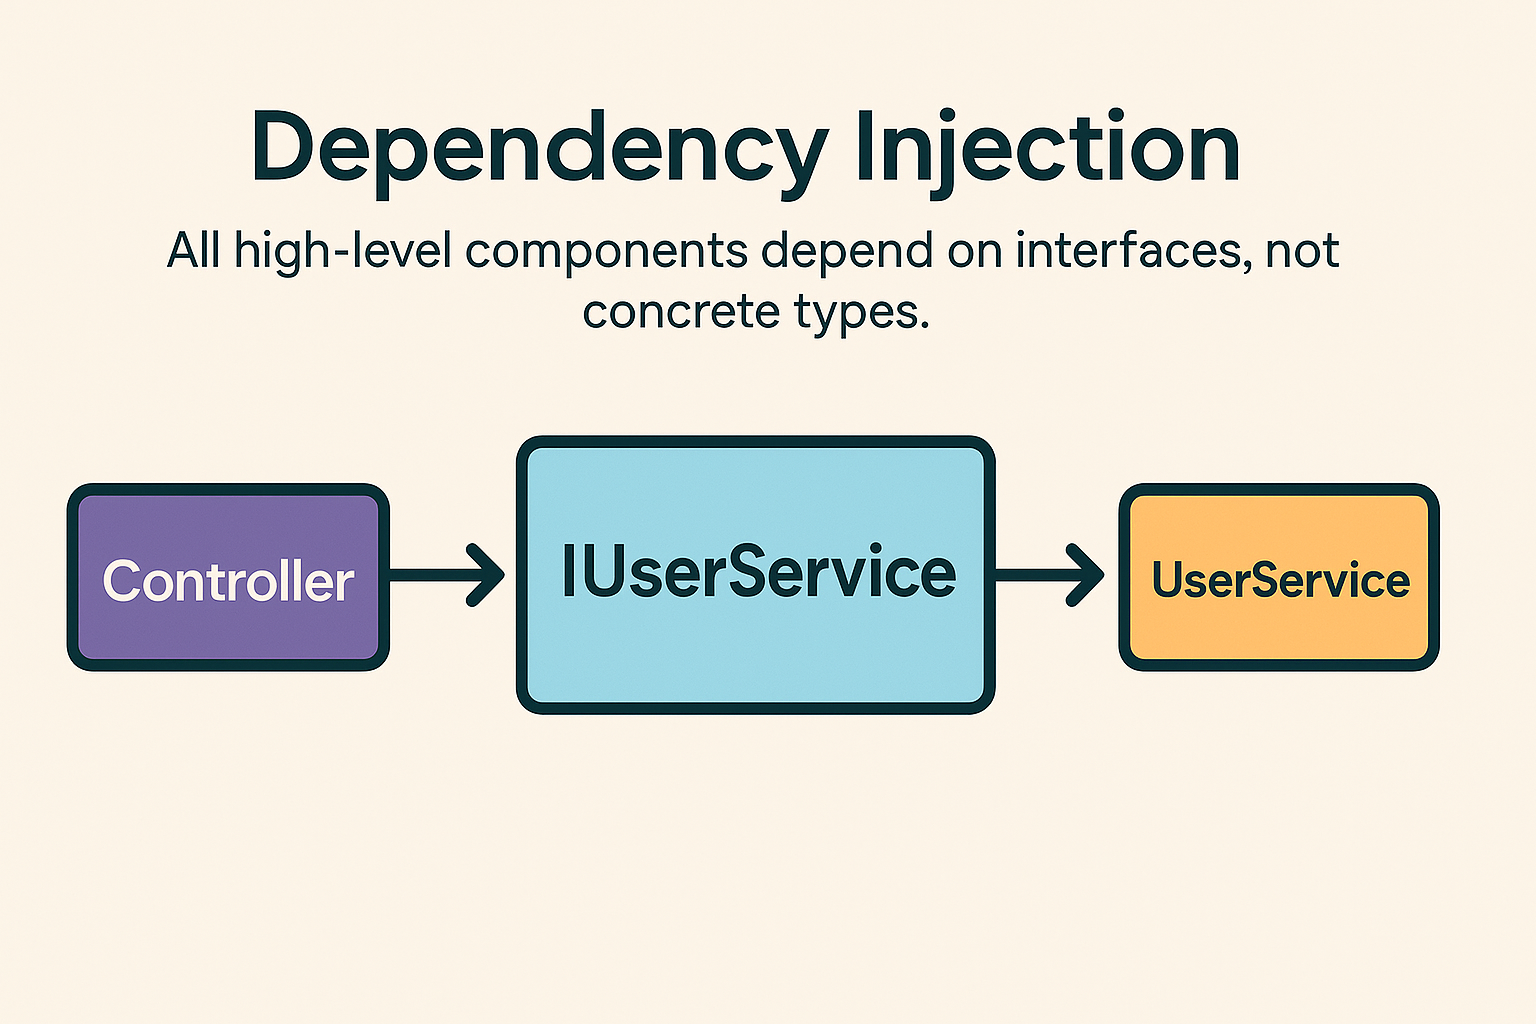 Dependency Injection
All high-level components depend on interfaces, not
concrete types.
Controller
IUserService
UserService